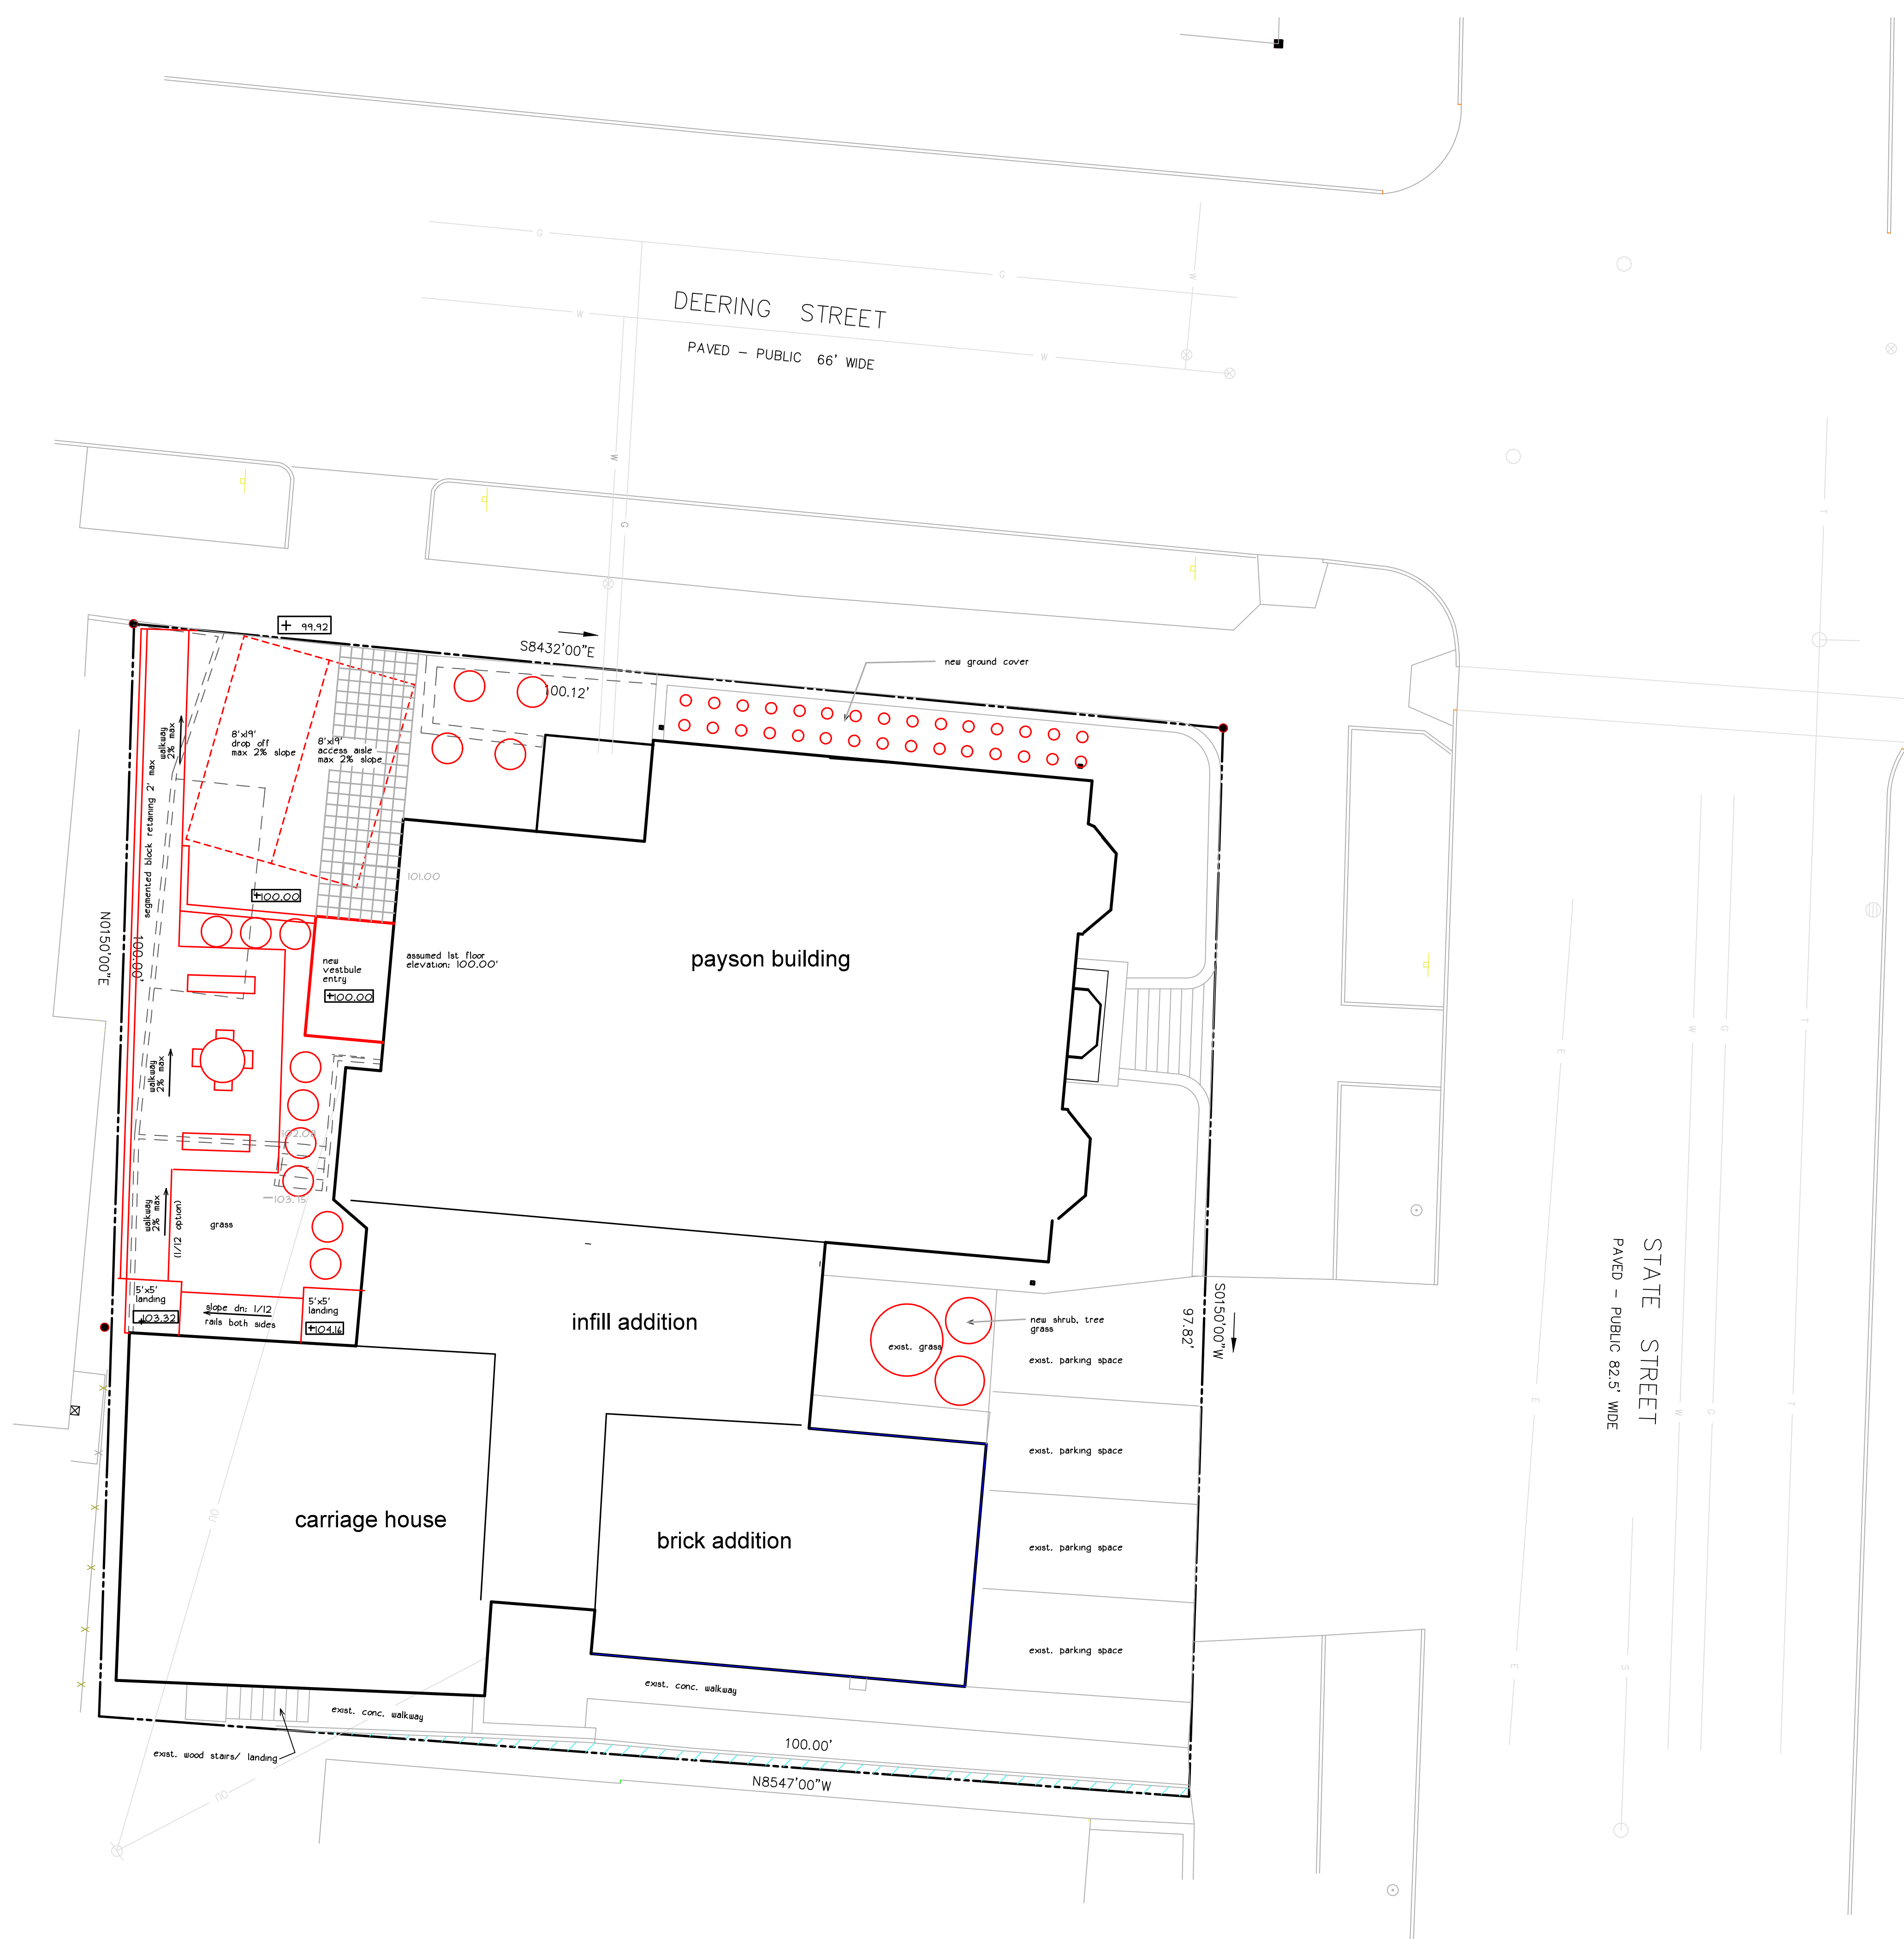 G
G
W
DEERING STREET
W
W
PAVED – PUBLIC 66' WIDE
W
G
T
+ 99.92
S8432'00"E
100.12'
new ground cover
walkway
2% max
8'x19'
drop off
max 2% slope
8'x19'
access aisle
max 2% slope
segmented block retaining 2' max
101.00
+100.00
N0150'00"E
100.00'
new
vestbule
entry
+100.00
assumed 1st floor
elevation: 100.00'
payson building
walkway
2% max
102.08
103.15
walkway
2% max
(1/12 option)
grass
5'x5'
landing
+103.32
slope dn: 1/12
rails both sides
5'x5'
landing
+104.16
infill addition
exist. grass
new shrub, tree
grass
exist. parking space
exist. parking space
exist. parking space
exist. parking space
S0150'00"W
97.82'
STATE STREET
PAVED – PUBLIC 82.5' WIDE
E
W
G
T
E
W
G
T
E
S
carriage house
brick addition
OU
OU
exist. conc. walkway
exist. conc. walkway
exist. wood stairs/ landing
100.00'
N8547'00"W